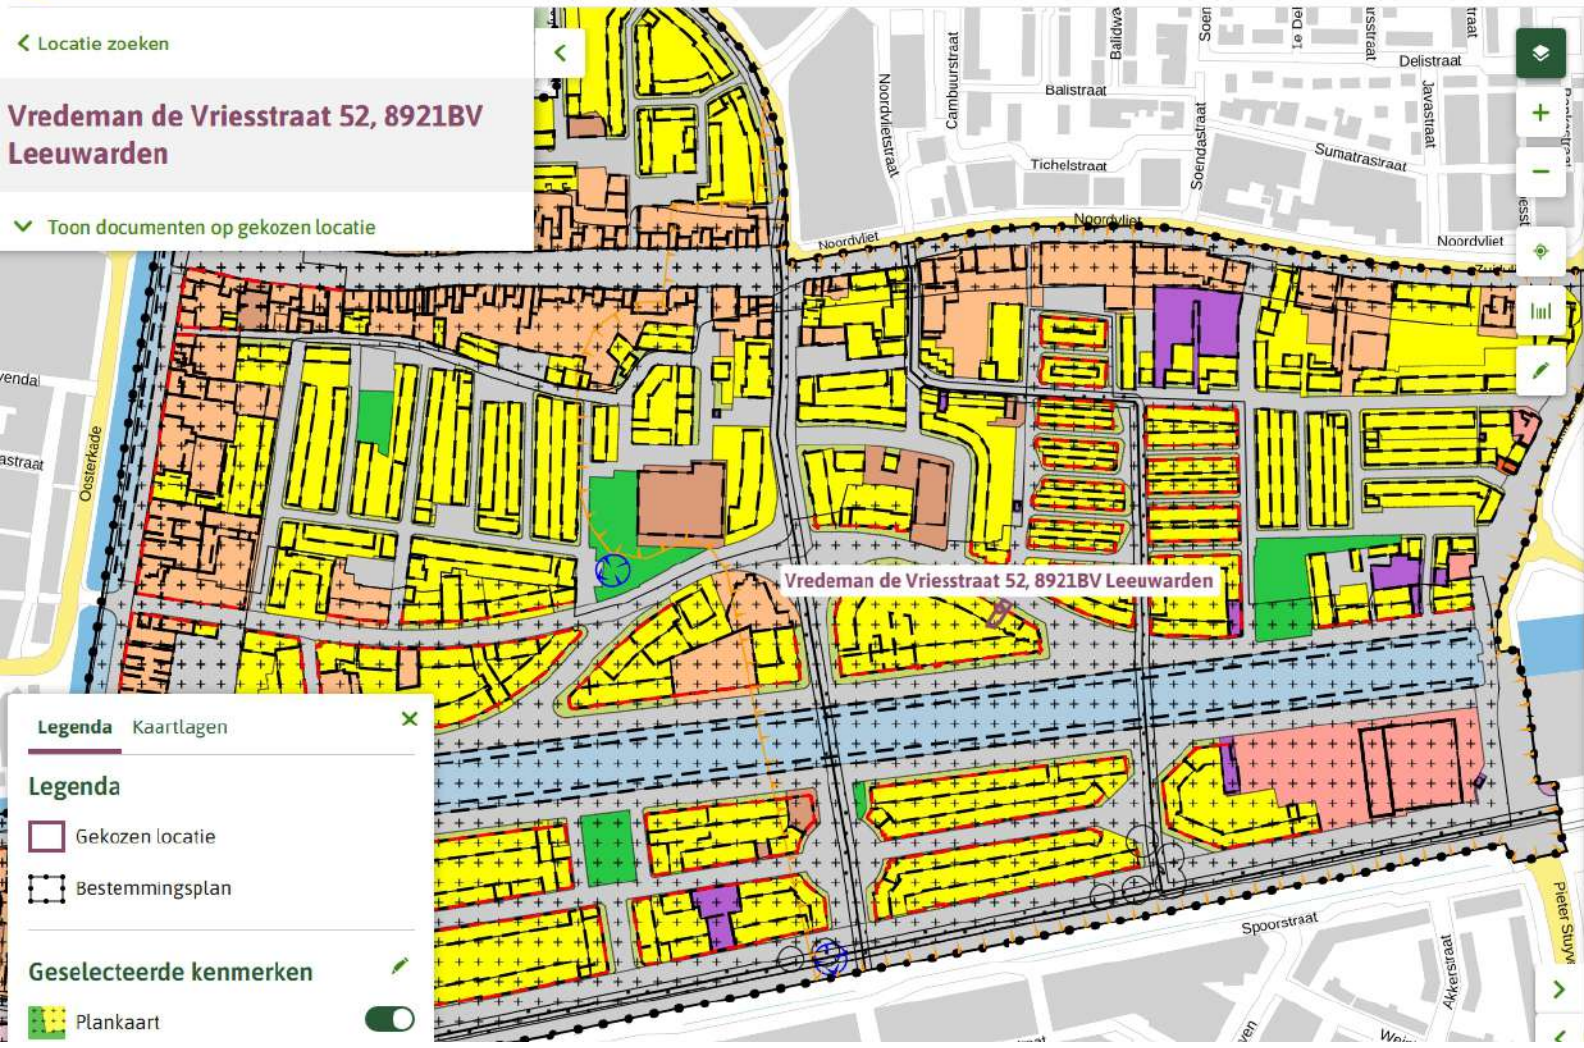 Locatie zoeken
Vredeman de Vriesstraat 52, 8921BV
Leeuwarden
Toon documenten op gekozen locatie
Noordvlietstraat
Cambuurstraat
Balistraat
Tichelstraat
Soendastraat
Delistraat
Javastraat
Sumatrastraat
Noordvliet
Noordvliet
Noordvliet
Oosterkade
Vredeman de Vriesstraat 52, 8921BV Leeuwarden
Legenda
Kaartlagen
Legenda
Gekozen locatie
Bestemmingsplan
Geselecteerde kenmerken
Plankaart
Spoorstraat
Akkerstraat